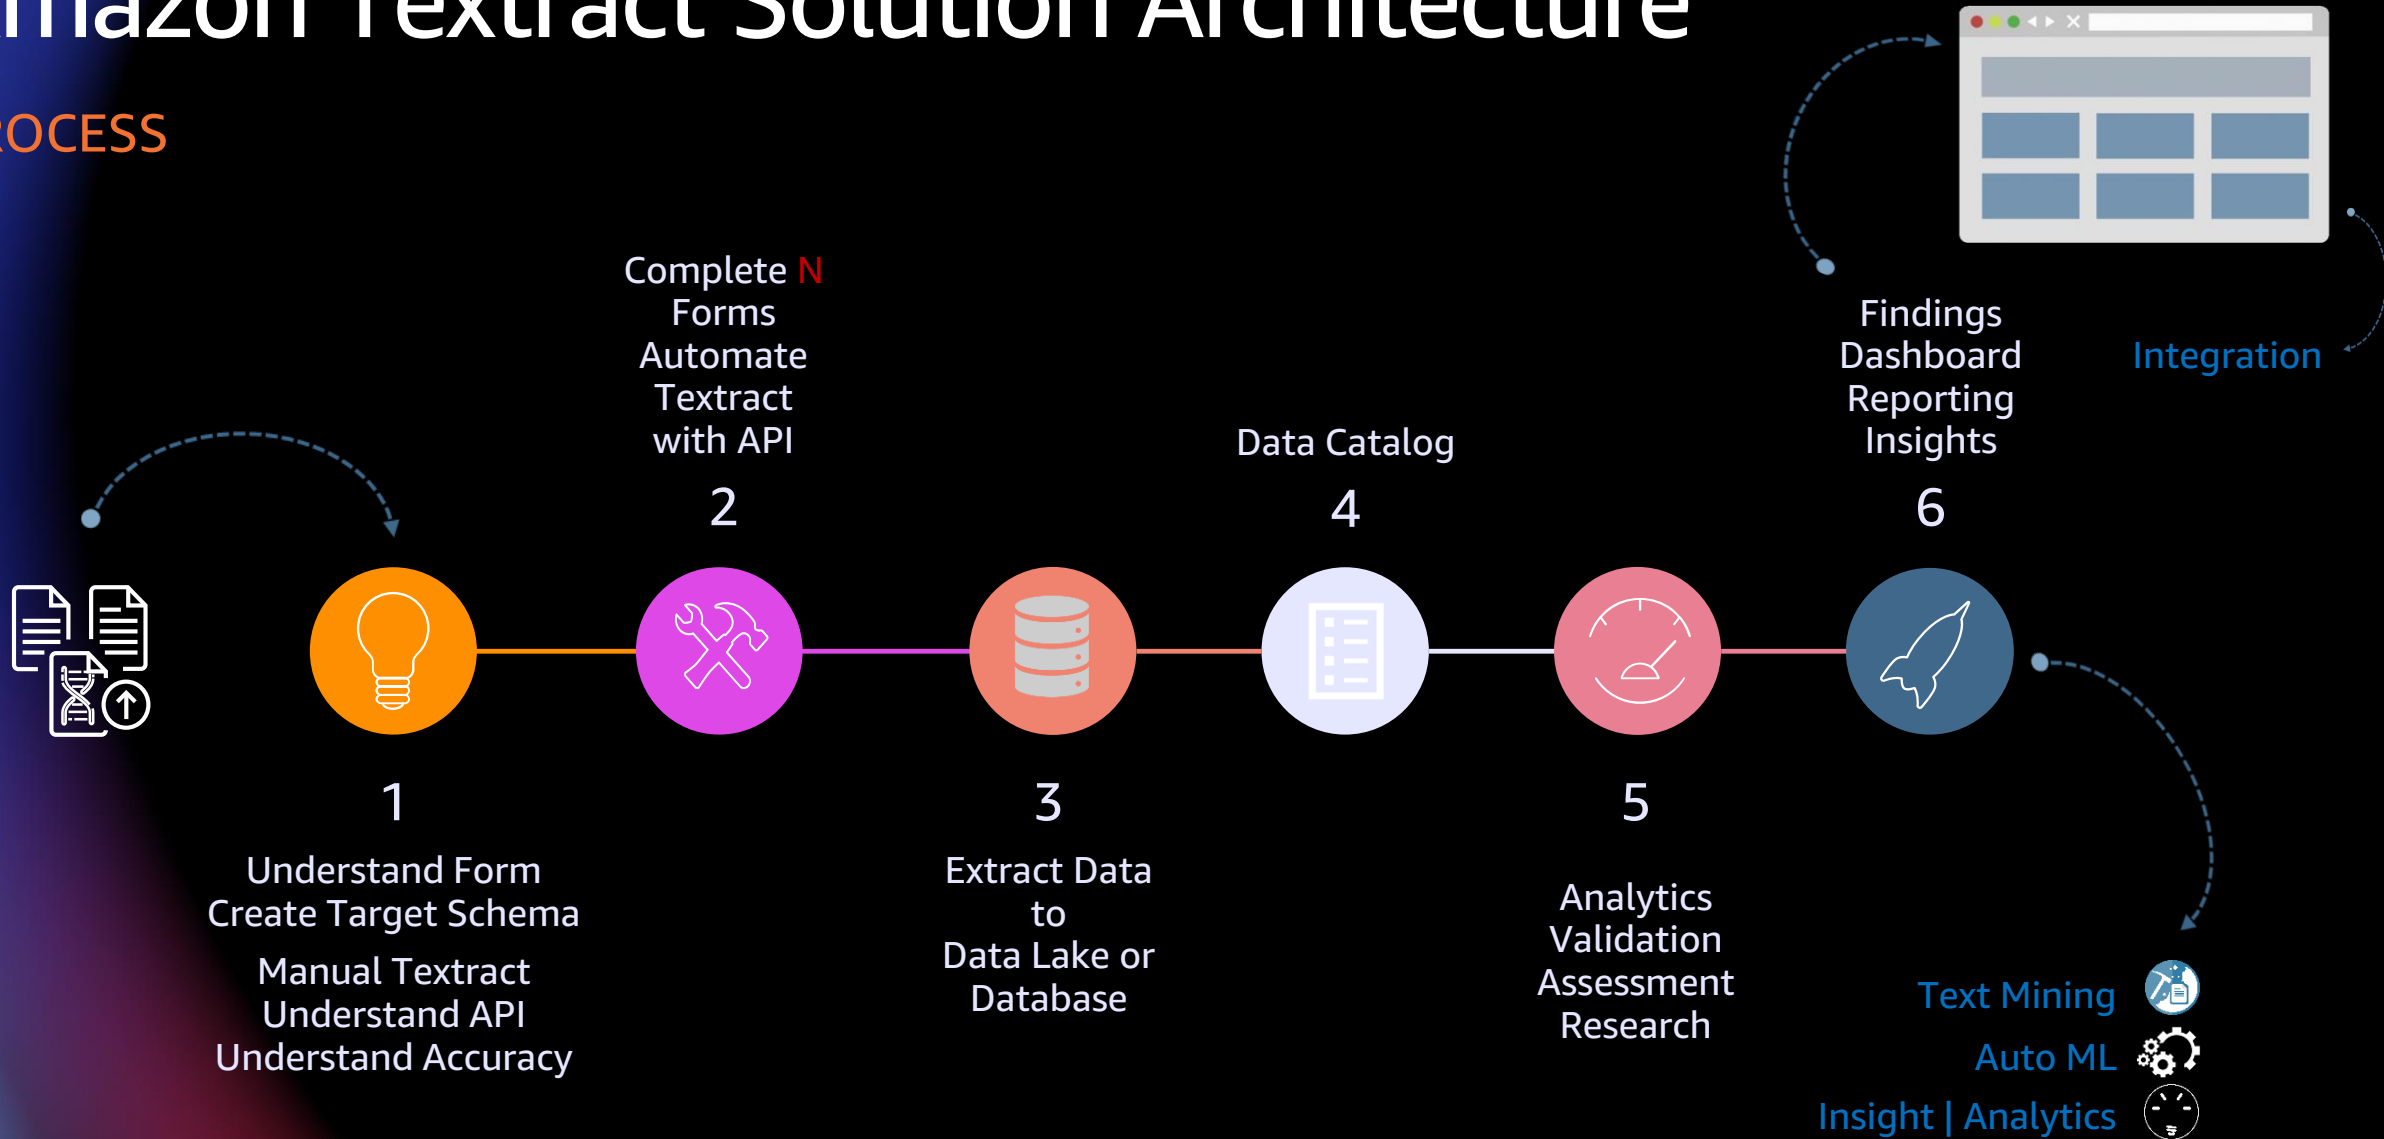 mazon Textract Solution Architecture
ROCESS
Complete N
Forms
Automate
Textract
with API
2
Data Catalog
4
Findings
Dashboard
Reporting
Insights
6
Integration
1
Understand Form
Create Target Schema
Manual Textract
Understand API
Understand Accuracy
3
Extract Data
to
Data Lake or
Database
5
Analytics
Validation
Assessment
Research
Text Mining
Auto ML
Insight | Analytics